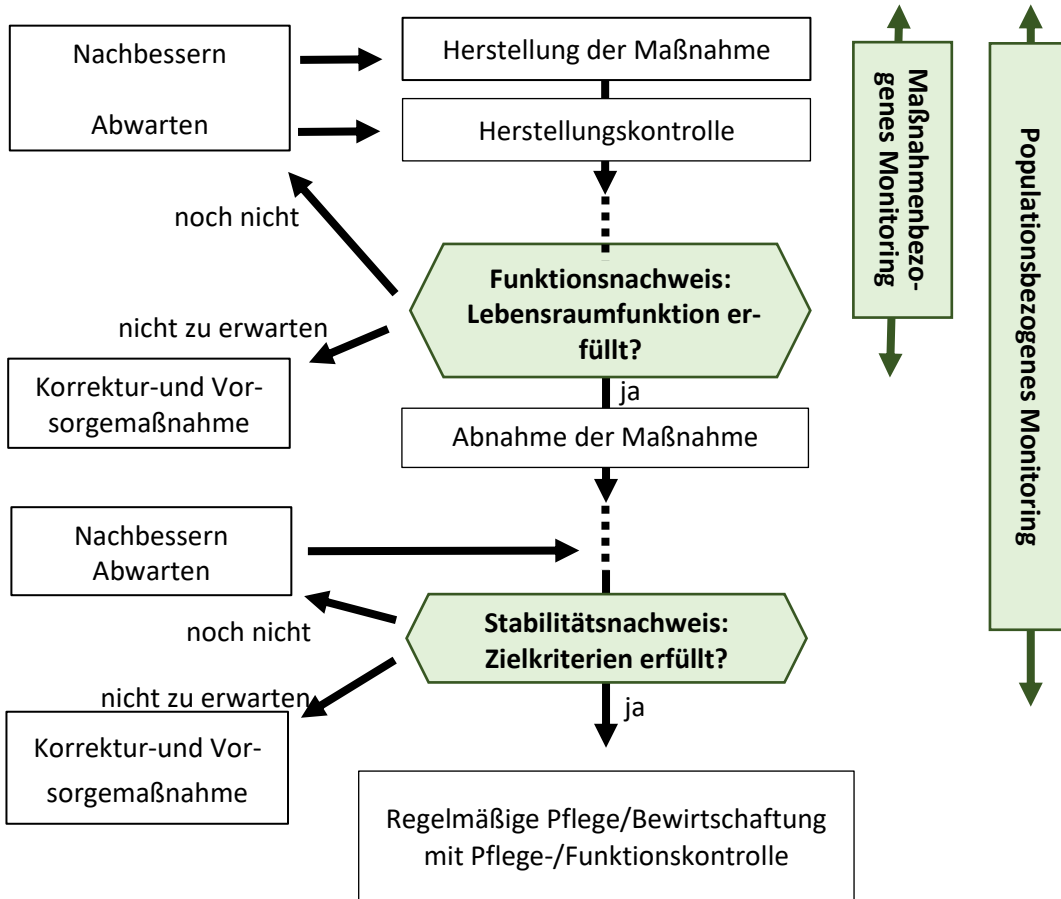 Nachbessern
Abwarten
Herstellung der Maßnahme
Herstellungskontrolle
noch nicht
nicht zu erwarten
Funktionsnachweis:
Lebensraumfunktion er-
füllt?
Korrektur-und Vor-
sorgemaßnahme
ja
Abnahme der Maßnahme
Nachbessern
Abwarten
noch nicht
nicht zu erwarten
Stabilitätsnachweis:
Zielkriterien erfüllt?
Korrektur-und Vor-
sorgemaßnahme
ja
Regelmäßige Pflege/Bewirtschaftung
mit Pflege-/Funktionskontrolle
Maßnahmenbezo-
genes Monitoring
Populationsbezogenes Monitoring